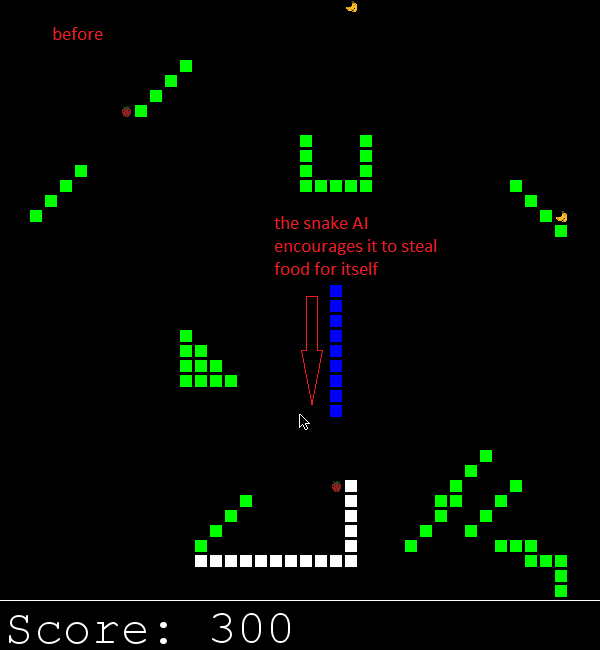 before
the snake AI
encourages it to steal
food for itself
Score: 300